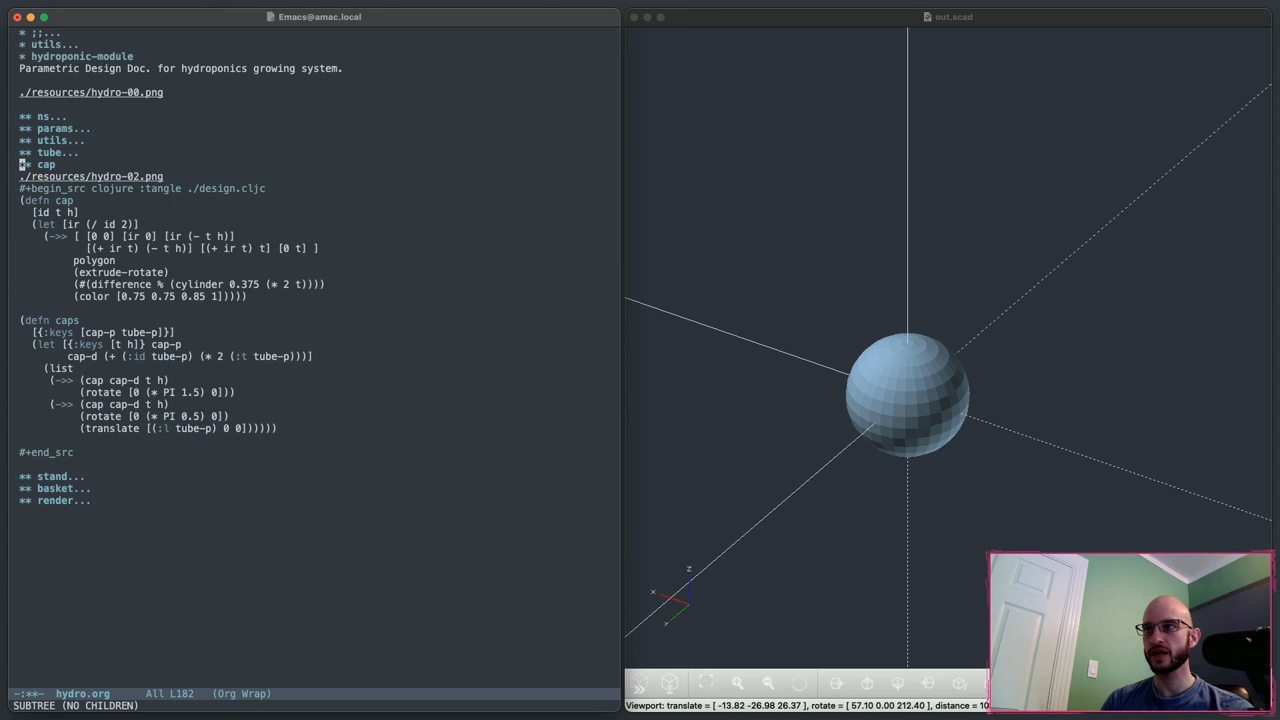 Emacs@amac.local
* ;;...
* utils...
* hydroponic-module
Parametric Design Doc. for hydroponics growing system.
./resources/hydro-00.png
** ns...
** params...
** utils...
** tube...
** cap
./resources/hydro-02.png
#+begin_src clojure :tangle ./design.cljc
(defn cap
[id t h]
(let [ir (/ id 2)]
(->> [ [0 0] [ir 0] [ir (- t h)]
[(+ ir t) (- t h)] [(+ ir t) t] [0 t] ]
polygon
(extrude-rotate)
(#(difference % (cylinder 0.375 (* 2 t))))
(color [0.75 0.75 0.85 1]))))
(defn caps
[{:keys [cap-p tube-p]}]
(let [{:keys [t h]} cap-p
cap-d (+ (:id tube-p) (* 2 (:t tube-p)))]
(list
(->> (cap cap-d t h)
(rotate [0 (* PI 1.5) 0]))
(->> (cap cap-d t h)
(rotate [0 (* PI 0.5) 0])
(translate [(:l tube-p) 0 0])))))
#+end_src
** stand...
** basket...
** render...
-:**- hydro.org All L182 (Org Wrap)
SUBTREE (NO CHILDREN)
out.scad
Z
X
Y
Viewport: translate = [ -13.82 -26.98 26.37 ], rotate = [ 57.10 0.00 212.40 ], distance = 10